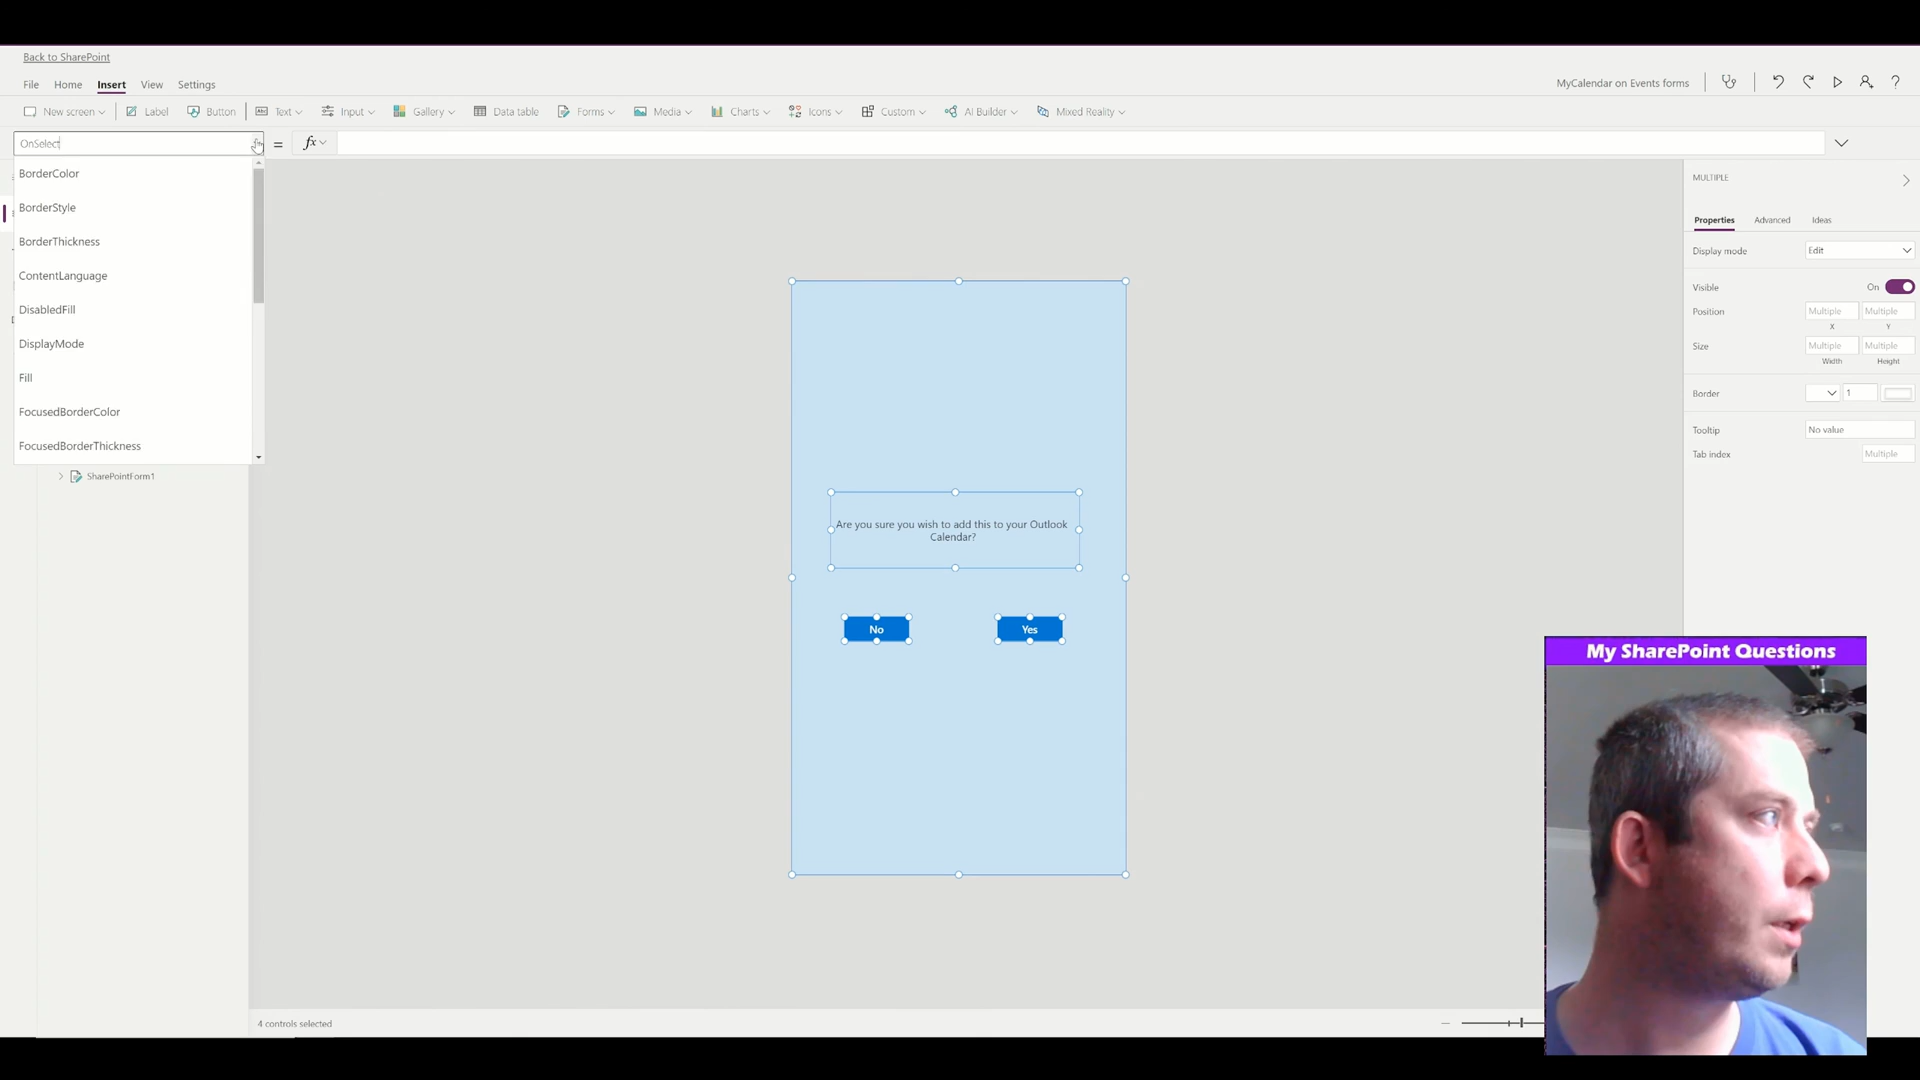 Back to SharePoint
File Home Insert View Settings
MyCalendar on Events forms
New screen Label Button Text Input Gallery Data table Forms Media Charts Icons Custom AI Builder Mixed Reality
OnSelect = fx
BorderColor
BorderStyle
BorderThickness
ContentLanguage
DisabledFill
DisplayMode
Fill
FocusedBorderColor
FocusedBorderThickness
SharePointForm1
Are you sure you wish to add this to your Outlook
Calendar?
No Yes
MULTIPLE
Properties Advanced Ideas
Display mode Edit
Visible On
Position Multiple Multiple
X Y
Size Multiple Multiple
Width Height
Border 1
Tooltip No value
Tab index Multiple
My SharePoint Questions
4 controls selected